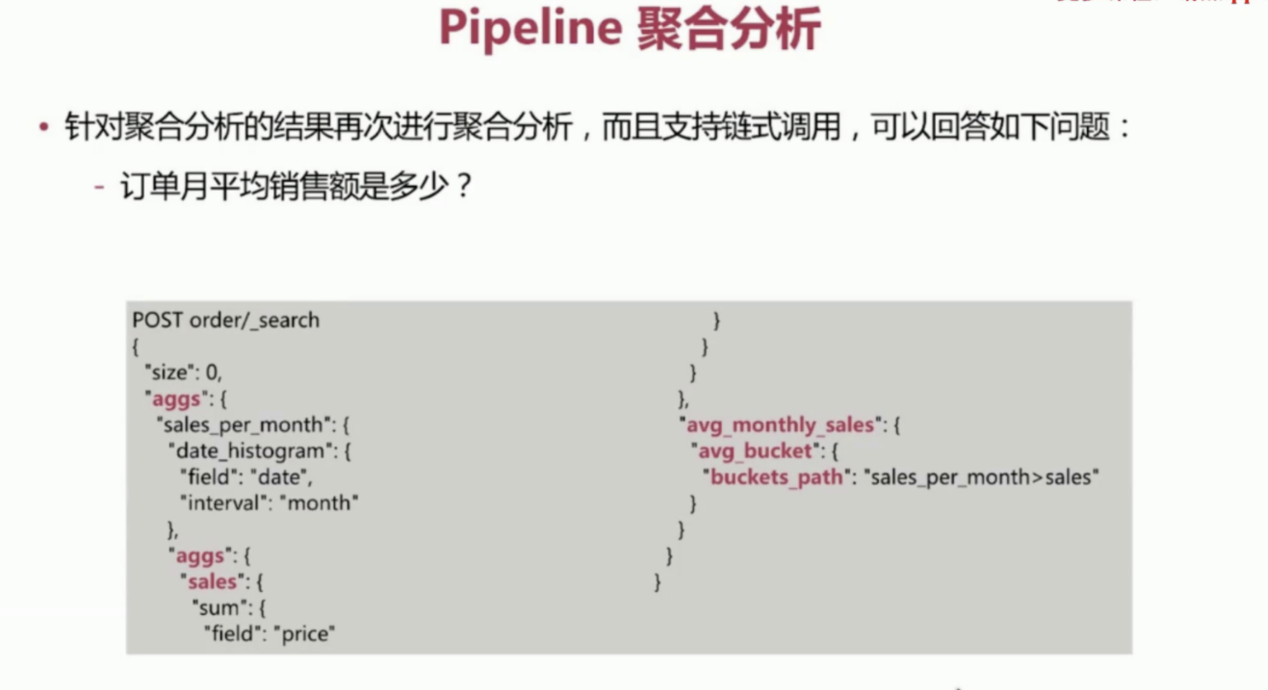 Pipeline 聚合分析
• 针对聚合分析的结果再次进行聚合分析，而且支持链式调用，可以回答如下问题：
- 订单月平均销售额是多少？
POST order/_search
{
"size": 0,
"aggs": {
"sales_per_month": {
"date_histogram": {
"field": "date",
"interval": "month"
},
"aggs": {
"sales": {
"sum": {
"field": "price"
}
}
}
},
"avg_monthly_sales": {
"avg_bucket": {
"buckets_path": "sales_per_month>sales"
}
}
}
}